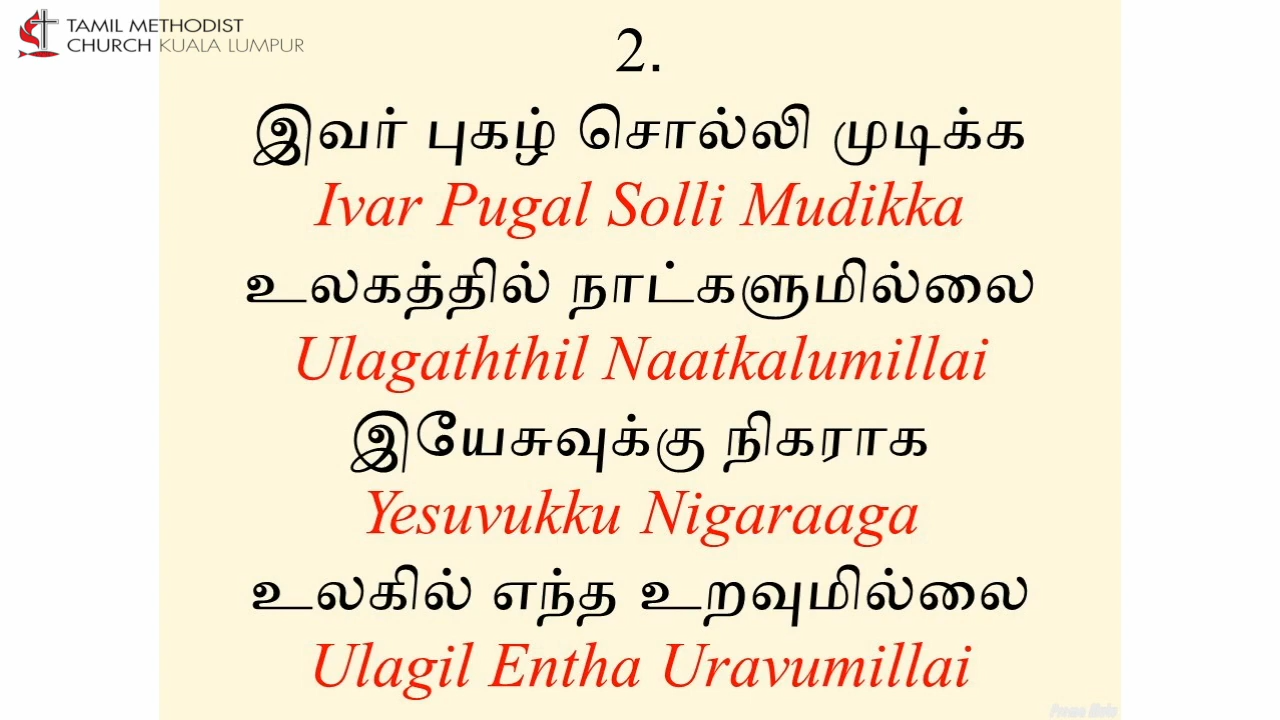 TAMIL METHODIST
CHURCH KUALA LUMPUR
2.
இவர் புகழ் சொல்லி முடிக்க
Ivar Pugal Solli Mudikka
உலகத்தில் நாட்களுமில்லை
Ulagaththil Naatkalumillai
இயேசுவுக்கு நிகராக
Yesuvukku Nigaraaga
உலகில் எந்த உறவுமில்லை
Ulagil Entha Uravumillai